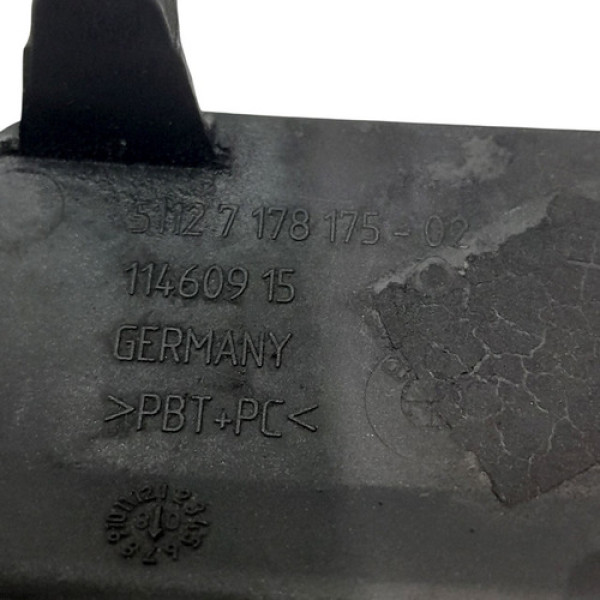 5112 7 178 175-02
114609 15
GERMANY
>PBT+PC<